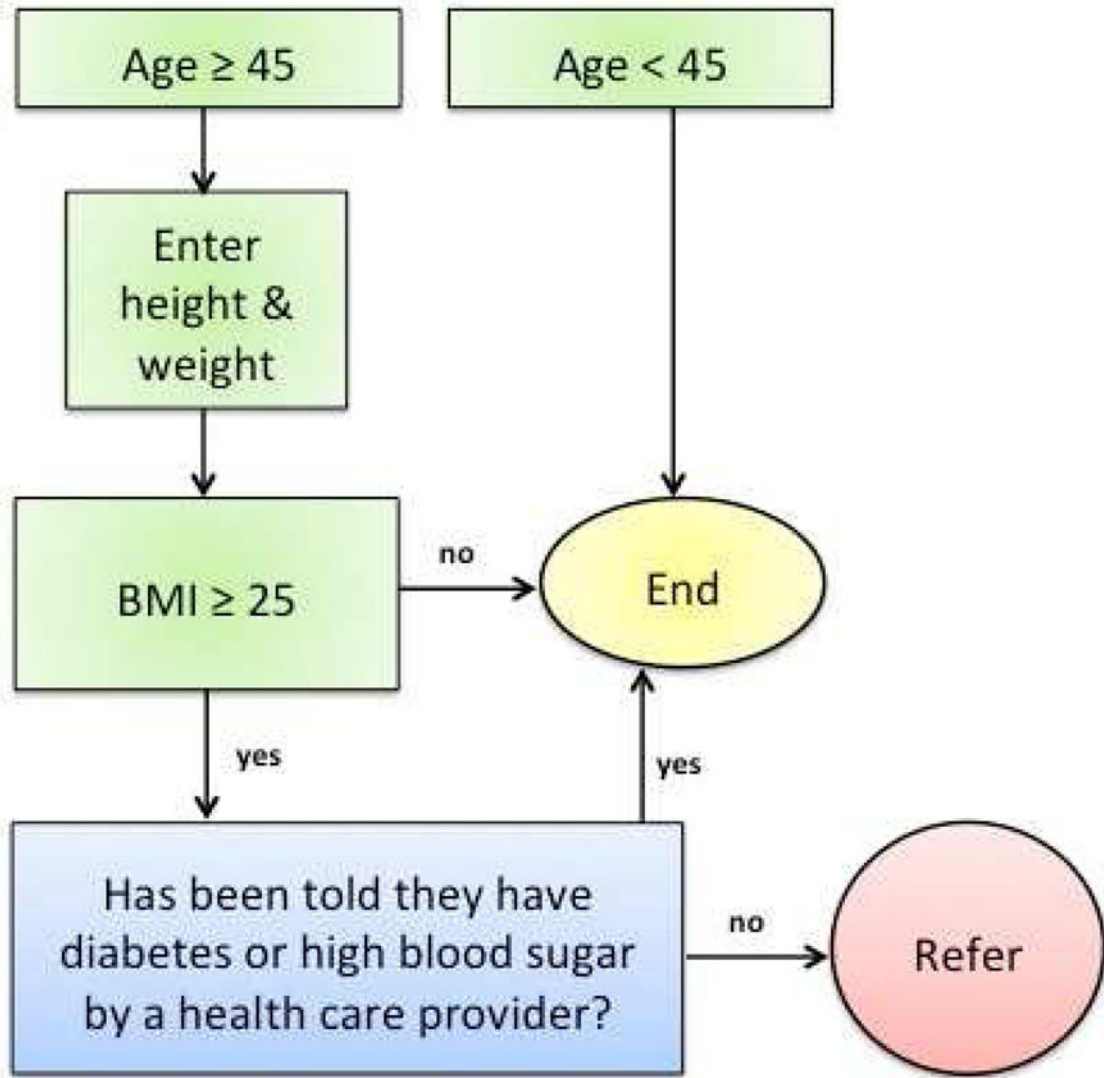 Age ≥ 45
Age < 45
Enter
height &
weight
BMI ≥ 25
no
End
yes
yes
Has been told they have
diabetes or high blood sugar
by a health care provider?
no
Refer